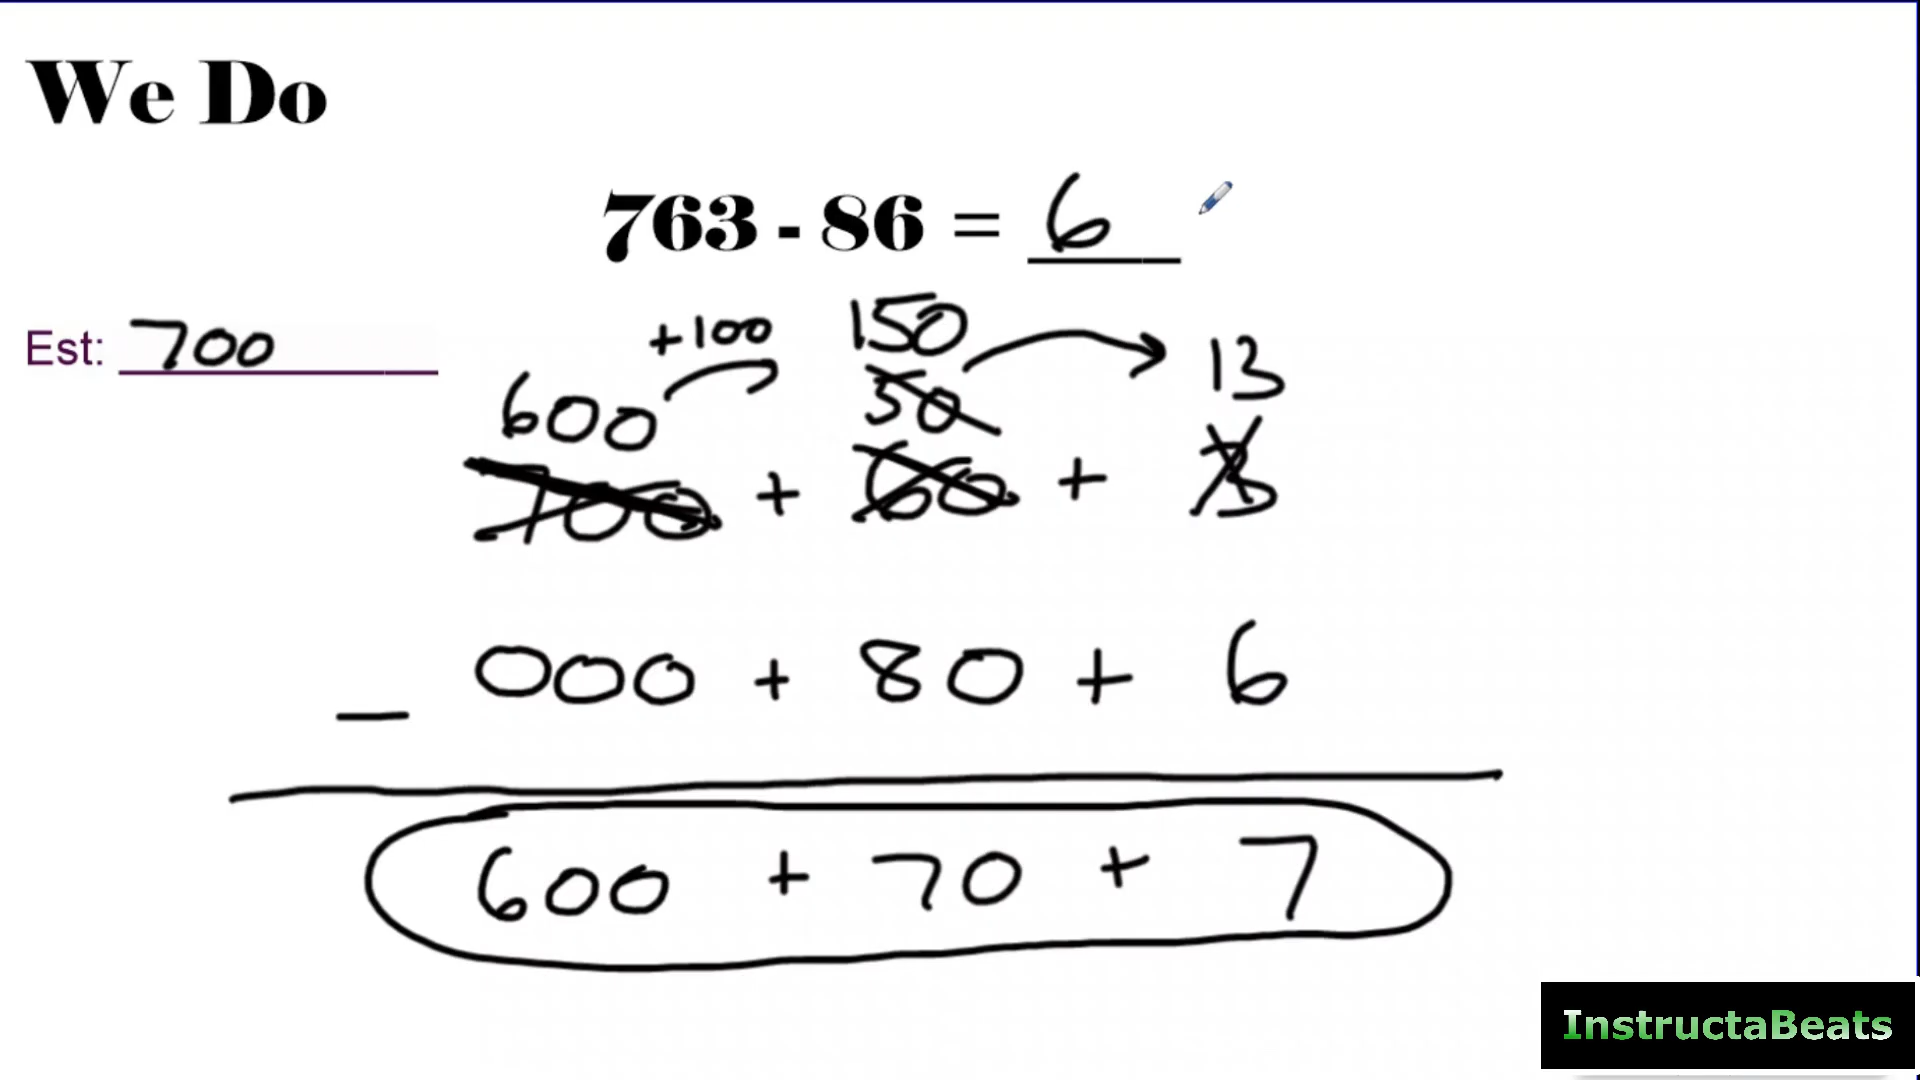 We Do
763 - 86 = 6
Est: 700
+100 150
13
600 50
700 + 60 + 3
- 000 + 80 + 6
600 + 70 + 7
InstructaBeats